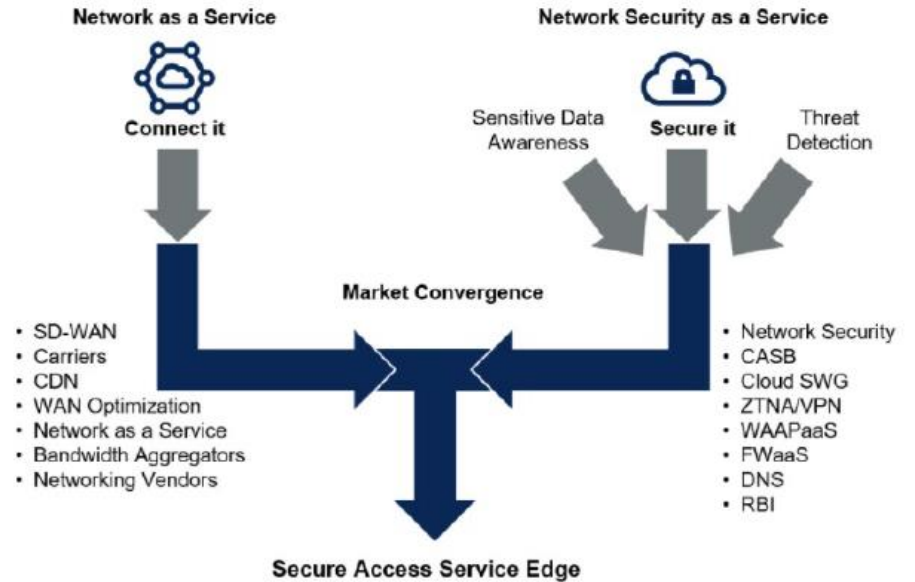 Network as a Service
Connect it
Network Security as a Service
Sensitive Data
Awareness
Secure it
Threat
Detection
Market Convergence
• SD-WAN
• Carriers
• CDN
• WAN Optimization
• Network as a Service
• Bandwidth Aggregators
• Networking Vendors
• Network Security
• CASB
• Cloud SWG
• ZTNA/VPN
• WAAPaaS
• FWaaS
• DNS
• RBI
Secure Access Service Edge